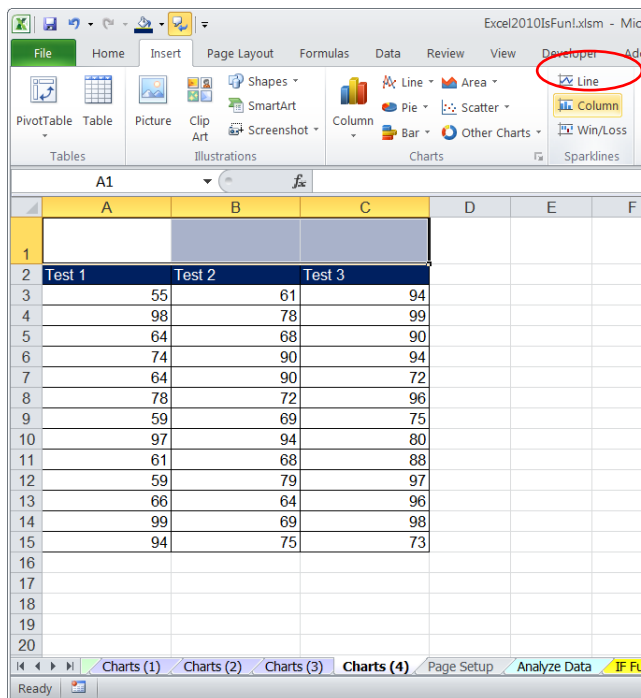 Excel2010IsFun!.xlsm - Mic
File Home Insert Page Layout Formulas Data Review View Developer Ad
PivotTable Table Picture Clip Art Shapes SmartArt Screenshot Column Line Area Line
Pie Scatter Column
Bar Other Charts Win/Loss
Tables Illustrations Charts Sparklines
A1 fx
A B C D E F
1
2 Test 1 Test 2 Test 3
3 55 61 94
4 98 78 99
5 64 68 90
6 74 90 94
7 64 90 72
8 78 72 96
9 59 69 75
10 97 94 80
11 61 68 88
12 59 79 97
13 66 64 96
14 99 69 98
15 94 75 73
16
17
18
19
20
Charts (1) Charts (2) Charts (3) Charts (4) Page Setup Analyze Data IF Fu
Ready